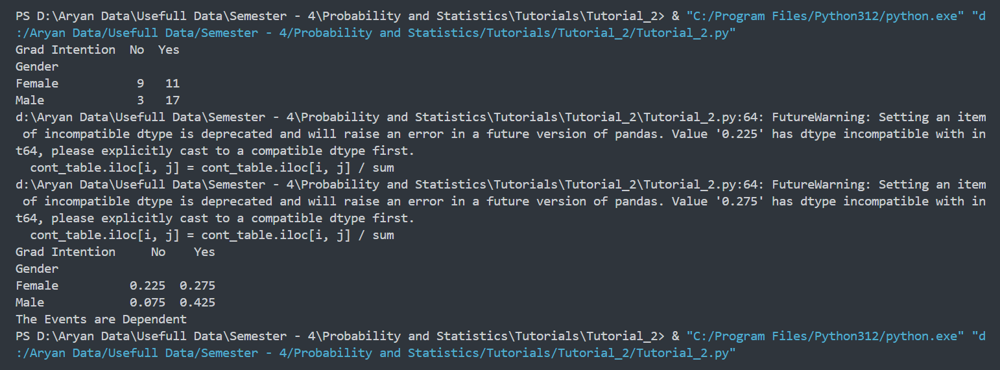 PS D:\Aryan Data\Usefull Data\Semester - 4\Probability and Statistics\Tutorials\Tutorial_2> & "C:/Program Files/Python312/python.exe" "d
:/Aryan Data/Usefull Data/Semester - 4/Probability and Statistics/Tutorials/Tutorial_2/Tutorial_2.py"
Grad Intention  No  Yes
Gender
Female           9   11
Male             3   17
d:\Aryan Data\Usefull Data\Semester - 4\Probability and Statistics\Tutorials\Tutorial_2\Tutorial_2.py:64: FutureWarning: Setting an item
 of incompatible dtype is deprecated and will raise an error in a future version of pandas. Value '0.225' has dtype incompatible with in
t64, please explicitly cast to a compatible dtype first.
  cont_table.iloc[i, j] = cont_table.iloc[i, j] / sum
d:\Aryan Data\Usefull Data\Semester - 4\Probability and Statistics\Tutorials\Tutorial_2\Tutorial_2.py:64: FutureWarning: Setting an item
 of incompatible dtype is deprecated and will raise an error in a future version of pandas. Value '0.275' has dtype incompatible with in
t64, please explicitly cast to a compatible dtype first.
  cont_table.iloc[i, j] = cont_table.iloc[i, j] / sum
Grad Intention     No    Yes
Gender
Female          0.225  0.275
Male            0.075  0.425
The Events are Dependent
PS D:\Aryan Data\Usefull Data\Semester - 4\Probability and Statistics\Tutorials\Tutorial_2> & "C:/Program Files/Python312/python.exe" "d
:/Aryan Data/Usefull Data/Semester - 4/Probability and Statistics/Tutorials/Tutorial_2/Tutorial_2.py"